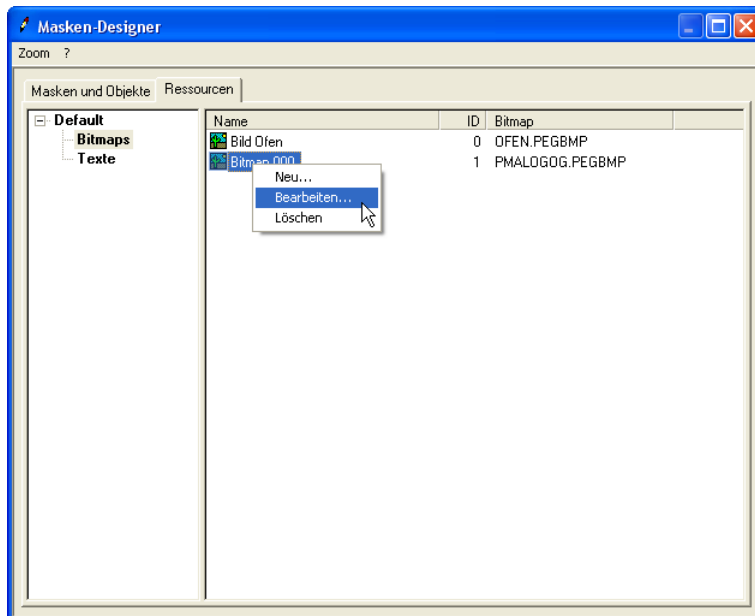 Masken-Designer
Zoom ?
Masken und Objekte Ressourcen
Default
Bitmaps
Texte
Name ID Bitmap
Bild Ofen 0 OFEN.PEGBMP
Bitmap 000 1 PMALOGOG.PEGBMP
Neu...
Bearbeiten...
Löschen